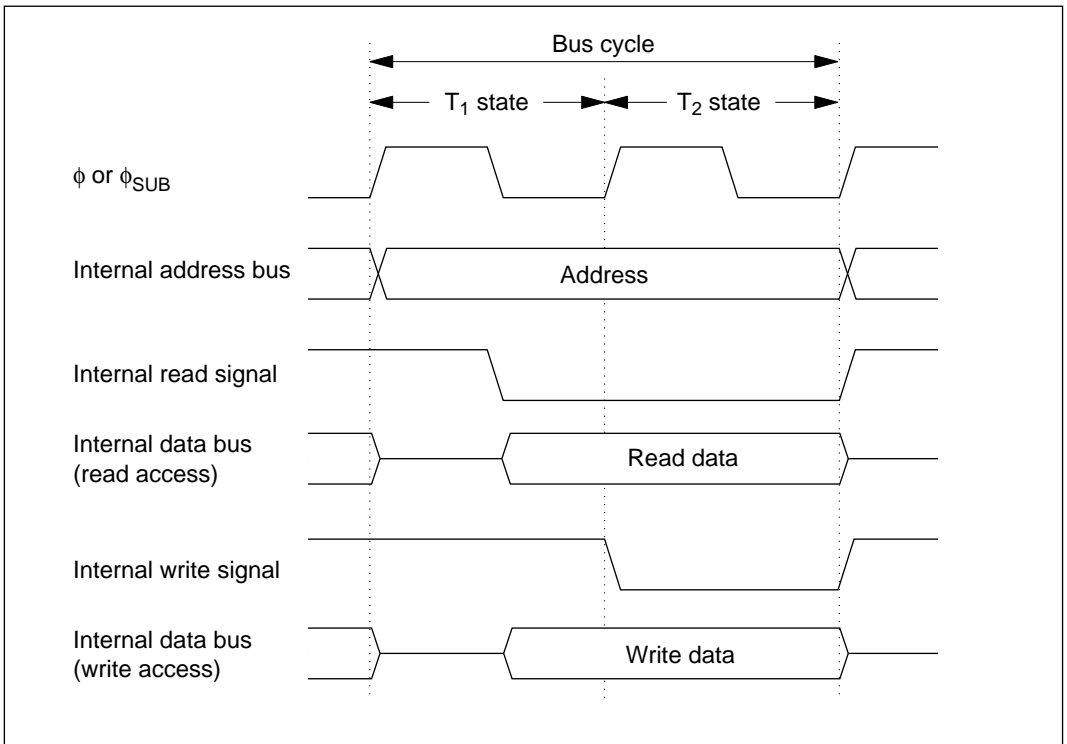 Bus cycle
T₁ state
T₂ state
ϕ or ϕSUB
Internal address bus
Address
Internal read signal
Internal data bus
(read access)
Read data
Internal write signal
Internal data bus
(write access)
Write data